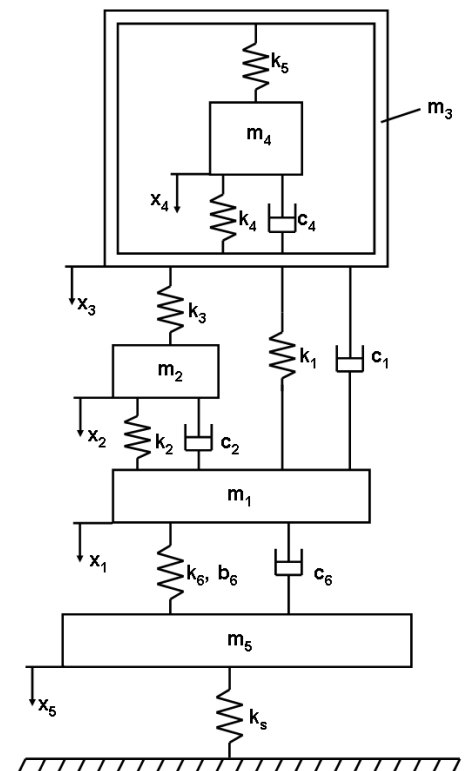 k₅
m₃
m₄
x₄
k₄
c₄
x₃
k₃
k₁
c₁
m₂
x₂
k₂
c₂
m₁
x₁
k₆, b₆
c₆
m₅
x₅
kₛ